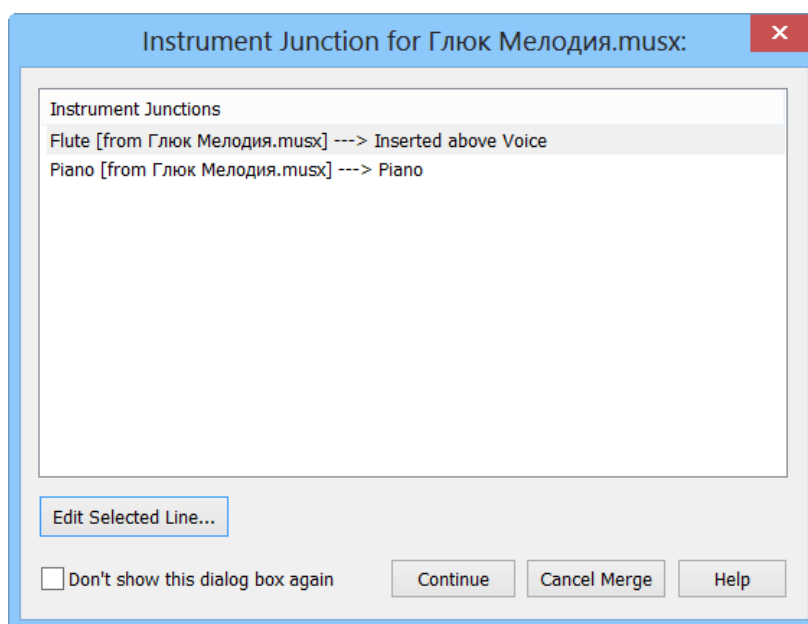 Instrument Junction for Глюк Мелодия.musx:
Instrument Junctions
Flute [from Глюк Мелодия.musx] ---> Inserted above Voice
Piano [from Глюк Мелодия.musx] ---> Piano
Edit Selected Line...
Don't show this dialog box again
Continue
Cancel Merge
Help